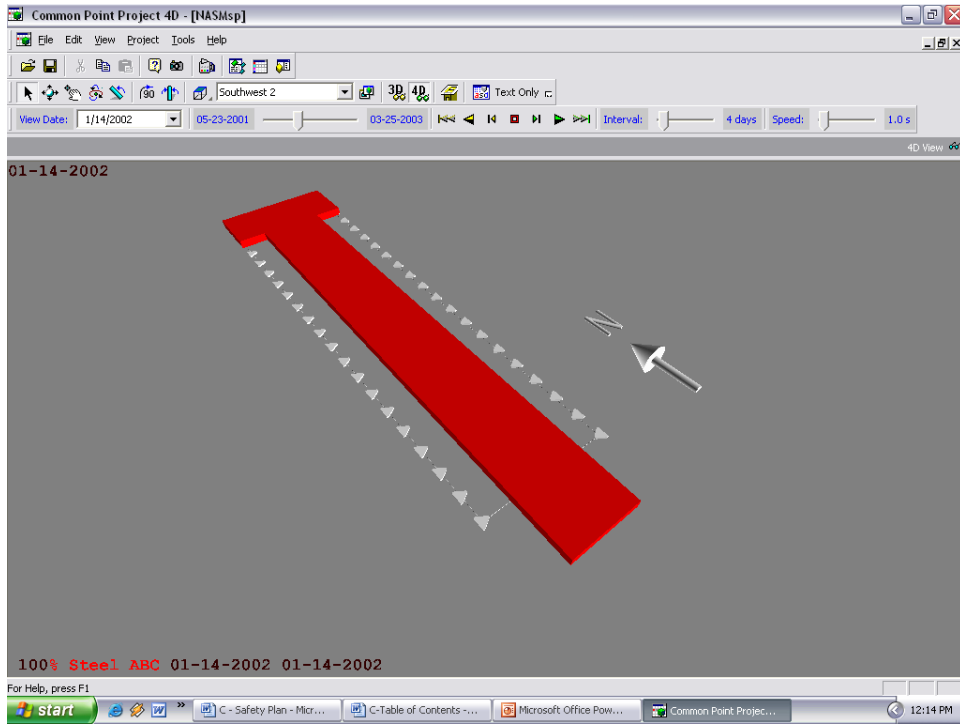 Common Point Project 4D - [NASMsp]
File Edit View Project Tools Help
Southwest 2 3D 4D Text Only
View Date: 1/14/2002 05-23-2001 03-25-2003 Interval: 4 days Speed: 1.0 s
4D View
01-14-2002
N
100% Steel ABC 01-14-2002 01-14-2002
For Help, press F1
start C - Safety Plan - Micr... C-Table of Contents -... Microsoft Office Pow... Common Point Projec... 12:14 PM